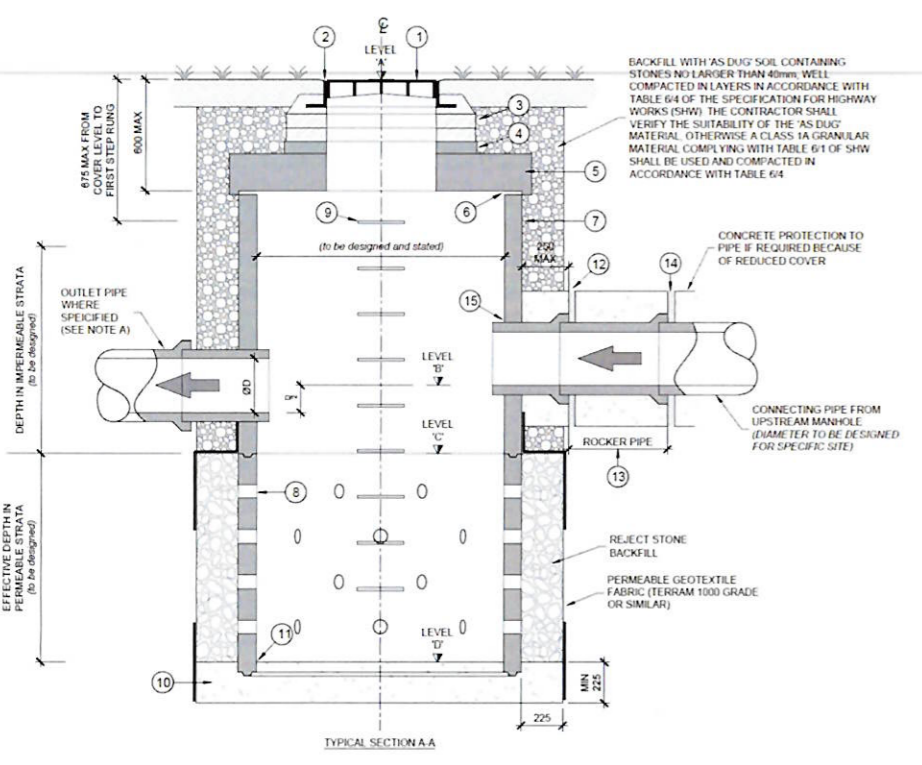 ℄
LEVEL
'A'
2
1
BACKFILL WITH 'AS DUG' SOIL CONTAINING
STONES NO LARGER THAN 40mm, WELL
COMPACTED IN LAYERS IN ACCORDANCE WITH
TABLE 6/4 OF THE SPECIFICATION FOR HIGHWAY
WORKS (SHW). THE CONTRACTOR SHALL
VERIFY THE SUITABILITY OF THE "AS DUG"
MATERIAL, OTHERWISE A CLASS 1A GRANULAR
MATERIAL COMPLYING WITH TABLE 6/1 OF SHW
SHALL BE USED AND COMPACTED IN
ACCORDANCE WITH TABLE 6/4
675 MAX FROM
COVER LEVEL TO
FIRST STEP RUNG
600 MAX
3
4
5
6
7
9
(to be designed and stated)
250
MAX
12
14
CONCRETE PROTECTION TO
PIPE IF REQUIRED BECAUSE
OF REDUCED COVER
15
OUTLET PIPE
WHERE
SPEICIFIED
(SEE NOTE A)
DEPTH IN IMPERMEABLE STRATA
(to be designed)
ØD
D
2
LEVEL
'B'
LEVEL
'C'
ROCKER PIPE
13
CONNECTING PIPE FROM
UPSTREAM MANHOLE
(DIAMETER TO BE DESIGNED
FOR SPECIFIC SITE)
8
EFFECTIVE DEPTH IN
PERMEABLE STRATA
(to be designed)
REJECT STONE
BACKFILL
PERMEABLE GEOTEXTILE
FABRIC (TERRAM 1000 GRADE
OR SIMILAR)
11
LEVEL
'D'
10
MIN
225
225
TYPICAL SECTION A-A